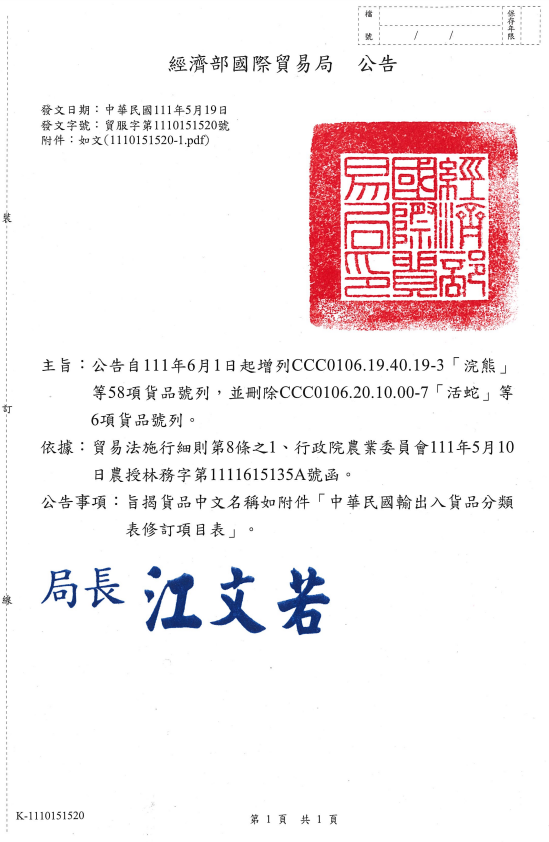 檔
號
/ /
保存年限
經濟部國際貿易局 公告
發文日期：中華民國111年5月19日
發文字號：貿服字第1110151520號
附件：如文(1110151520-1.pdf)
經濟部
國際貿
易局印
主旨：公告自111年6月1日起增列CCC0106.19.40.19-3「浣熊」
等58項貨品號列，並刪除CCC0106.20.10.00-7「活蛇」等
6項貨品號列。
依據：貿易法施行細則第8條之1、行政院農業委員會111年5月10
日農授林務字第1111615135A號函。
公告事項：旨揭貨品中文名稱如附件「中華民國輸出入貨品分類
表修訂項目表」。
局長 江文若
裝
訂
線
K-1110151520
第 1 頁 共 1 頁